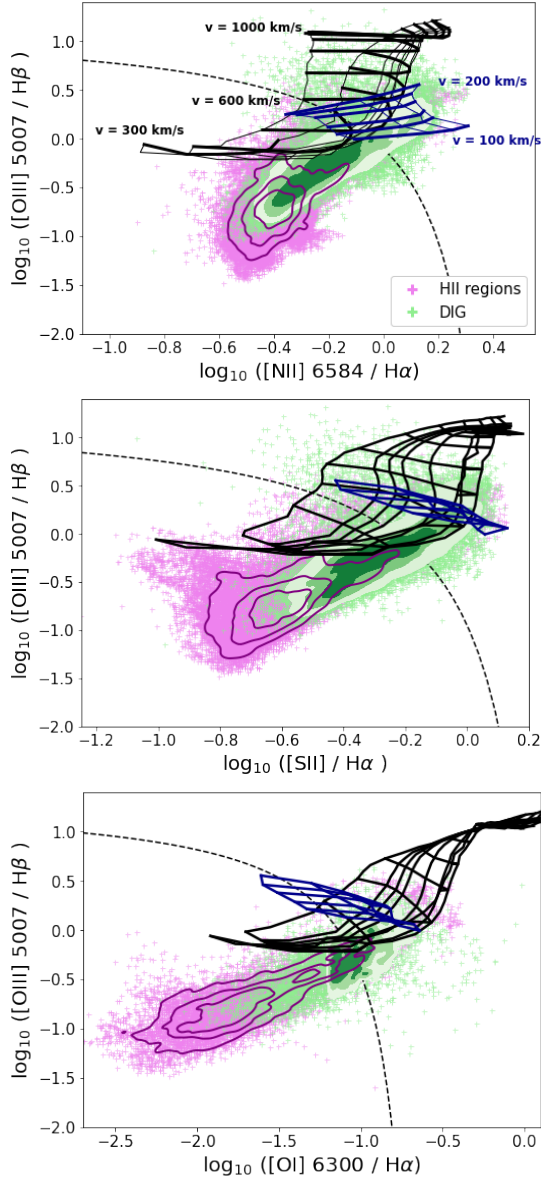 1.0
0.5
0.0
−0.5
−1.0
−1.5
−2.0
log₁₀ ([OIII] 5007 / Hβ )
v = 1000 km/s
v = 200 km/s
v = 600 km/s
v = 300 km/s
v = 100 km/s
HII regions
DIG
−1.0 −0.8 −0.6 −0.4 −0.2 0.0 0.2 0.4
log₁₀ ([NII] 6584 / Hα)
1.0
0.5
0.0
−0.5
−1.0
−1.5
−2.0
log₁₀ ([OIII] 5007 / Hβ )
−1.2 −1.0 −0.8 −0.6 −0.4 −0.2 0.0 0.2
log₁₀ ([SII] / Hα )
1.0
0.5
0.0
−0.5
−1.0
−1.5
−2.0
log₁₀ ([OIII] 5007 / Hβ )
−2.5 −2.0 −1.5 −1.0 −0.5 0.0
log₁₀ ([OI] 6300 / Hα)